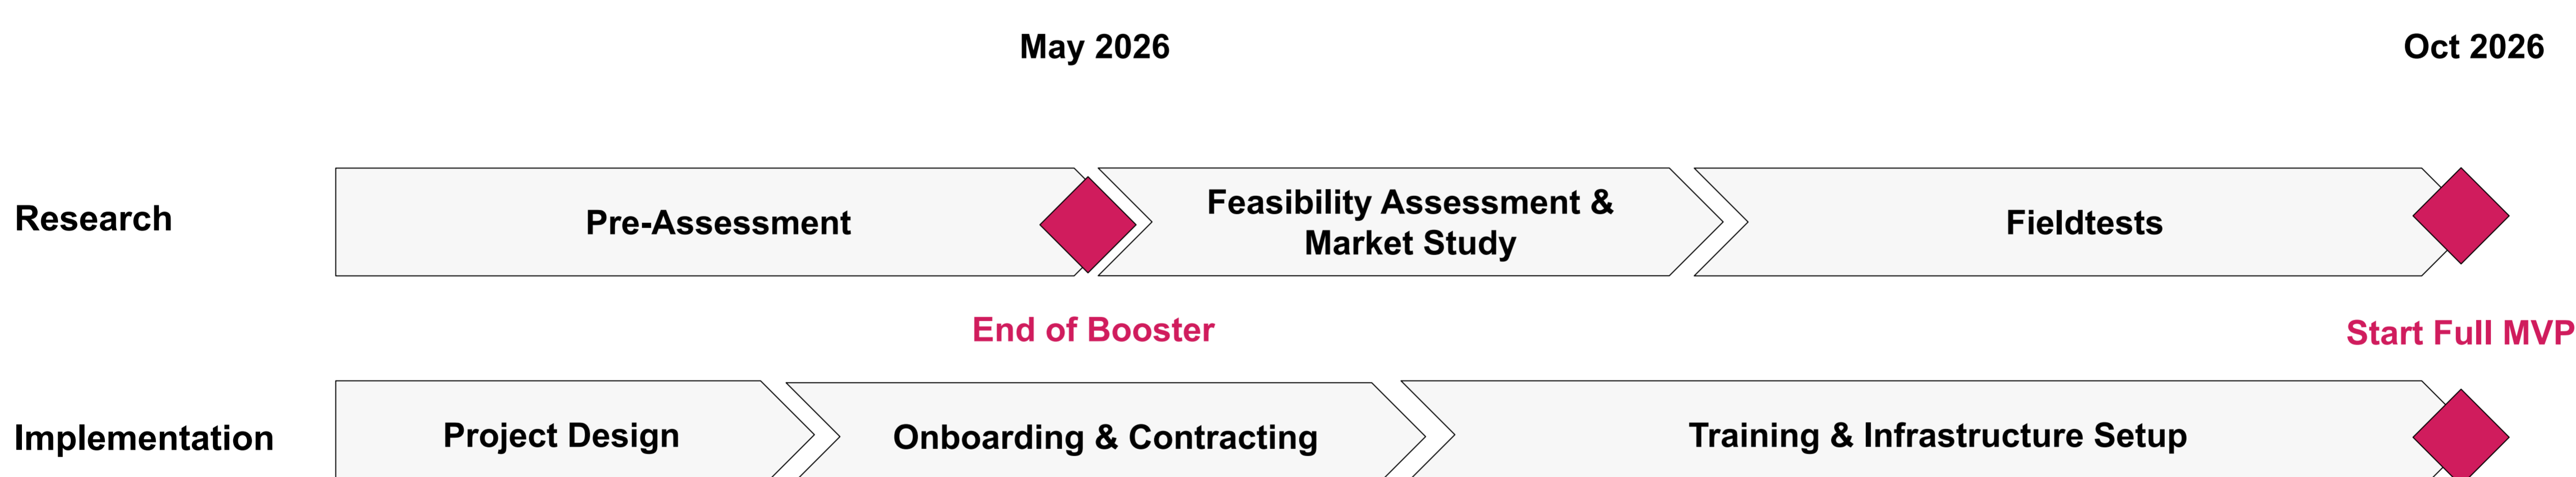 May 2026
Oct 2026
Research
Pre-Assessment
Feasibility Assessment &
Market Study
Fieldtests
End of Booster
Start Full MVP
Implementation
Project Design
Onboarding & Contracting
Training & Infrastructure Setup